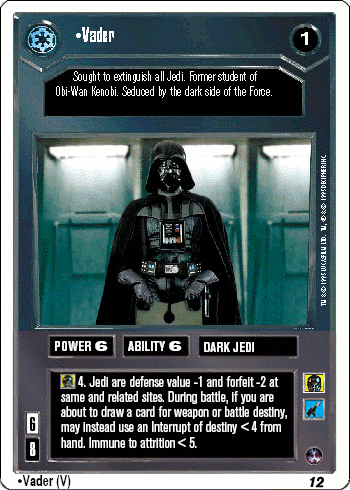 •Vader
1
Sought to extinguish all Jedi. Former student of
Obi-Wan Kenobi. Seduced by the dark side of the Force.
POWER 6
ABILITY 6
DARK JEDI
4. Jedi are defense value -1 and forfeit -2 at
same and related sites. During battle, if you
are about to draw a card for weapon or battle destiny,
may instead use an Interrupt of destiny < 4 from
hand. Immune to attrition < 5.
6
8
•Vader (V)
12